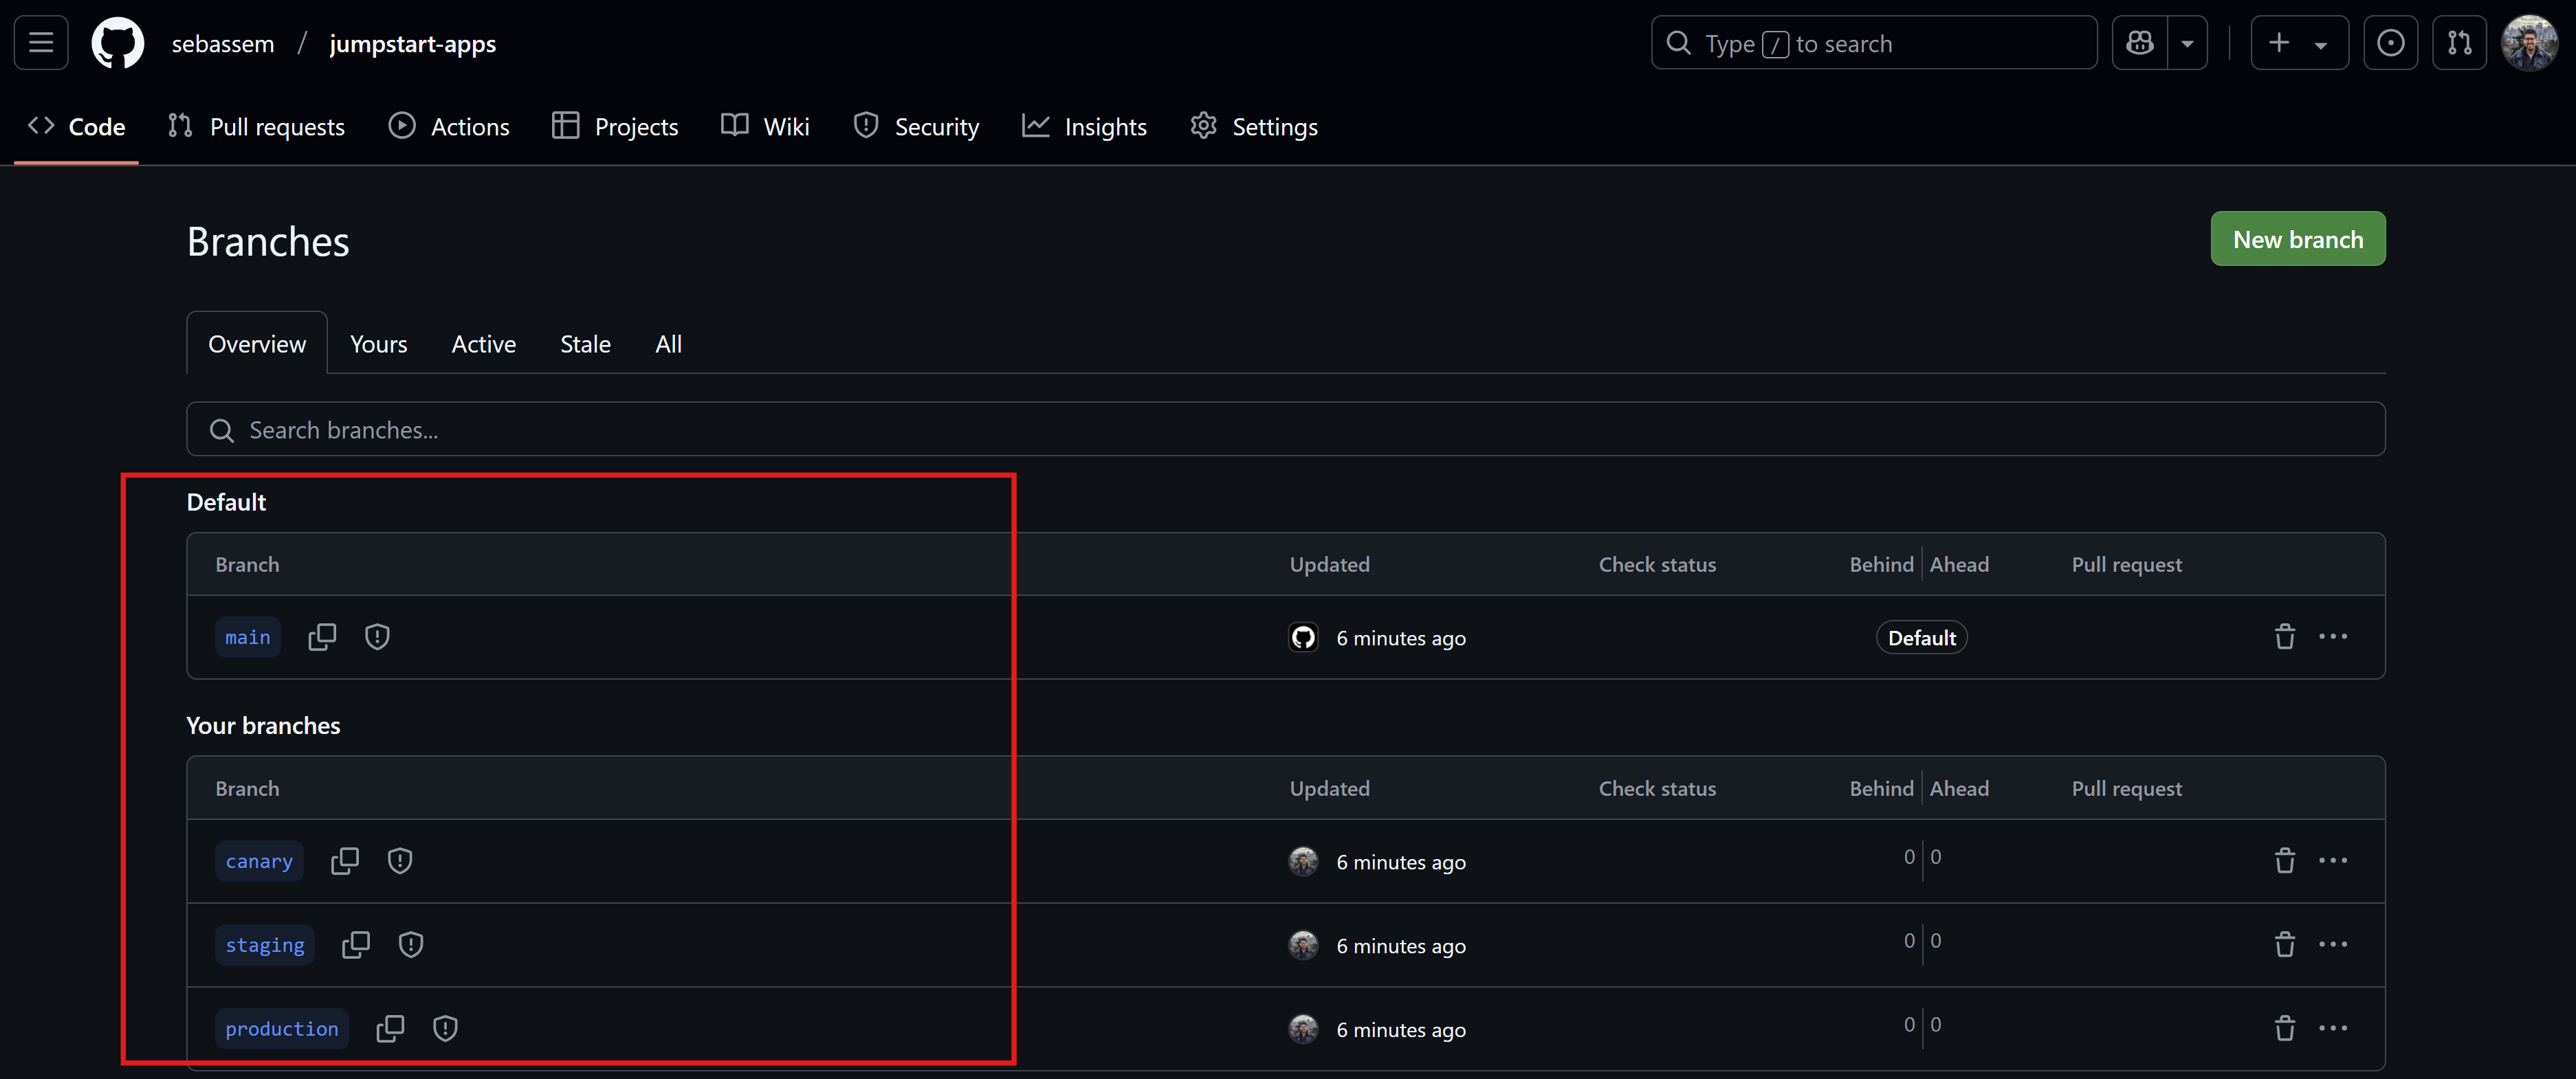 sebassem / jumpstart-apps
Type / to search
Code Pull requests Actions Projects Wiki Security Insights Settings
Branches
New branch
Overview Yours Active Stale All
Search branches...
Default
Branch Updated Check status Behind Ahead Pull request
main 6 minutes ago Default
Your branches
Branch Updated Check status Behind Ahead Pull request
canary 6 minutes ago 0 0
staging 6 minutes ago 0 0
production 6 minutes ago 0 0